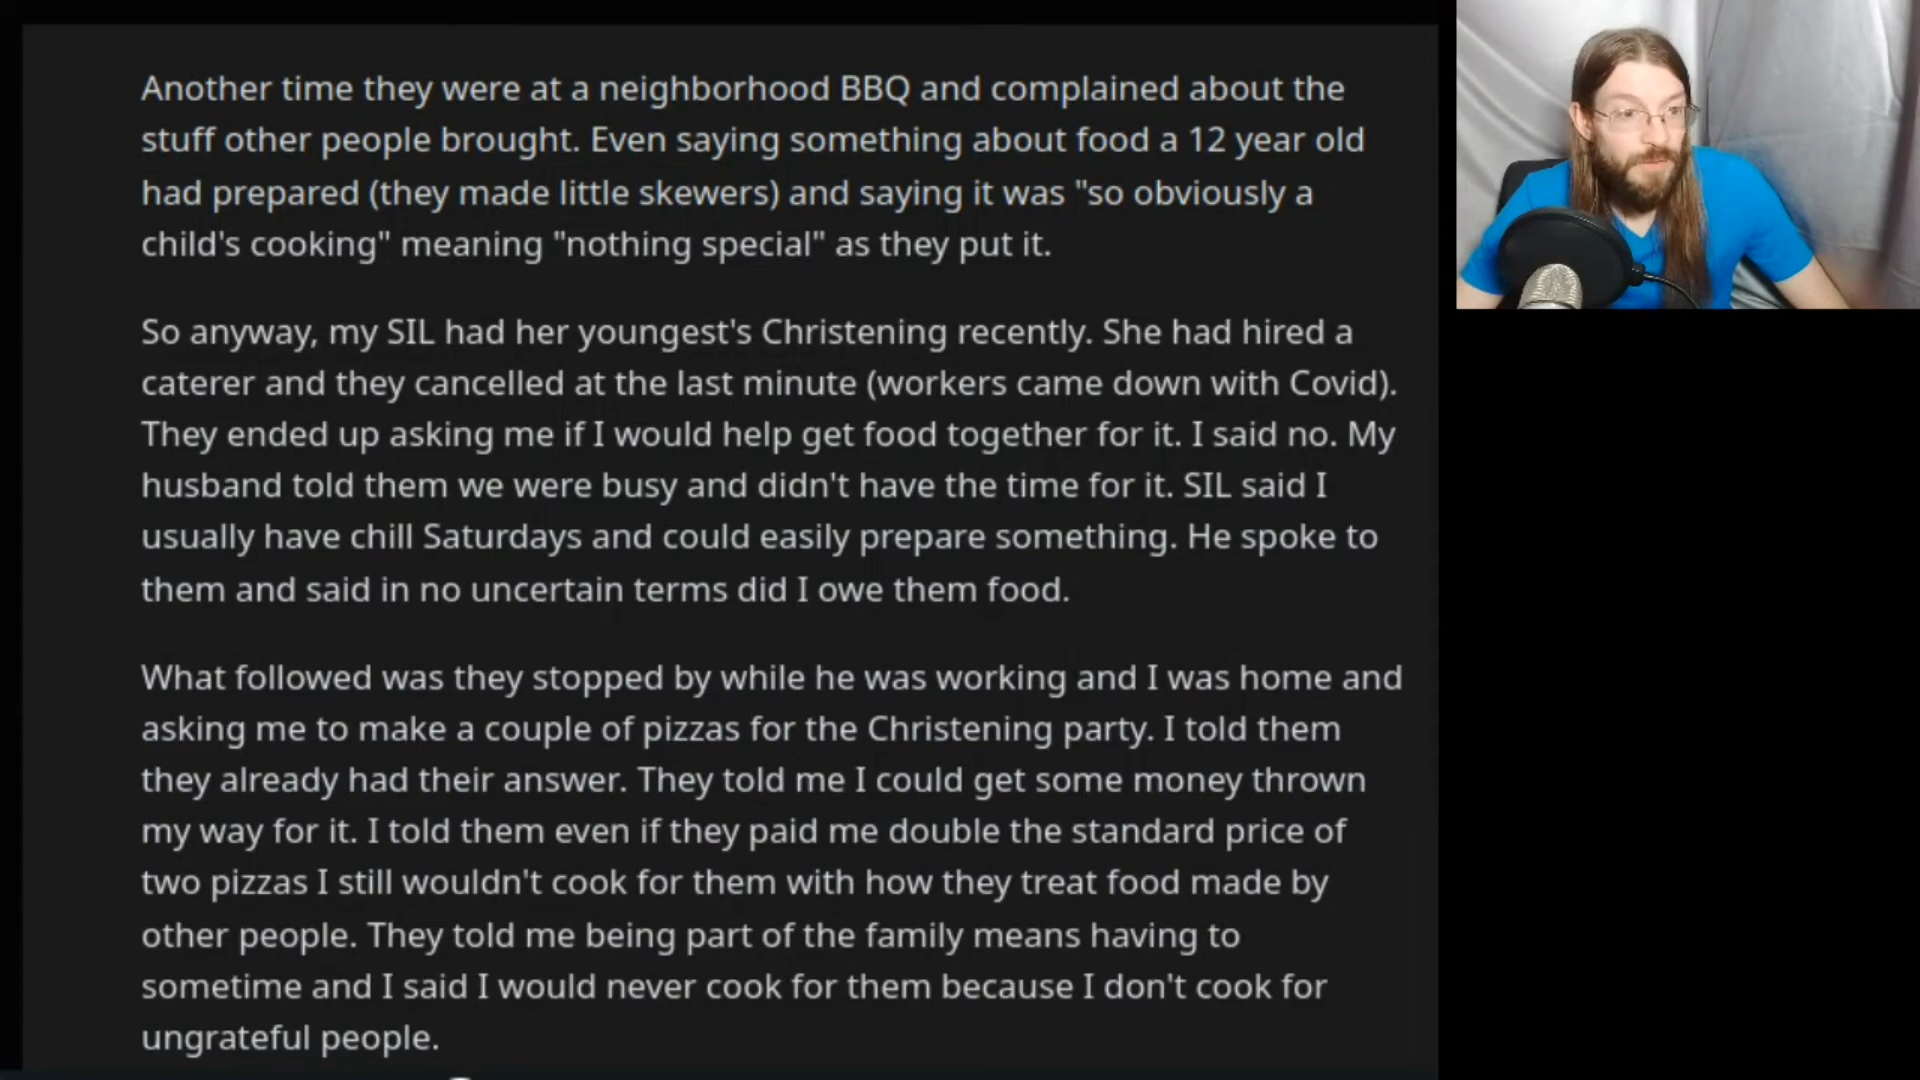 Another time they were at a neighborhood BBQ and complained about the
stuff other people brought. Even saying something about food a 12 year old
had prepared (they made little skewers) and saying it was "so obviously a
child's cooking" meaning "nothing special" as they put it.
So anyway, my SIL had her youngest's Christening recently. She had hired a
caterer and they cancelled at the last minute (workers came down with Covid).
They ended up asking me if I would help get food together for it. I said no. My
husband told them we were busy and didn't have the time for it. SIL said I
usually have chill Saturdays and could easily prepare something. He spoke to
them and said in no uncertain terms did I owe them food.
What followed was they stopped by while he was working and I was home and
asking me to make a couple of pizzas for the Christening party. I told them
they already had their answer. They told me I could get some money thrown
my way for it. I told them even if they paid me double the standard price of
two pizzas I still wouldn't cook for them with how they treat food made by
other people. They told me being part of the family means having to
sometime and I said I would never cook for them because I don't cook for
ungrateful people.